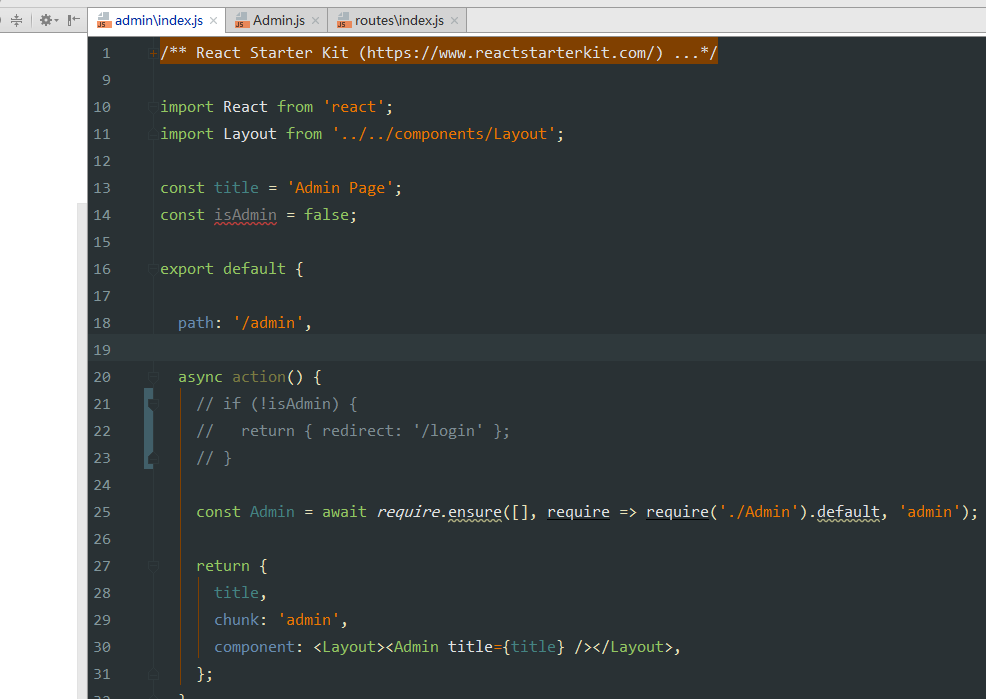 admin\index.js
Admin.js
routes\index.js
1 /** React Starter Kit (https://www.reactstarterkit.com/) ...*/
9
10 import React from 'react';
11 import Layout from '../../components/Layout';
12
13 const title = 'Admin Page';
14 const isAdmin = false;
15
16 export default {
17
18 path: '/admin',
19
20 async action() {
21 // if (!isAdmin) {
22 //   return { redirect: '/login' };
23 // }
24
25 const Admin = await require.ensure([], require => require('./Admin').default, 'admin');
26
27 return {
28 title,
29 chunk: 'admin',
30 component: <Layout><Admin title={title} /></Layout>,
31 };